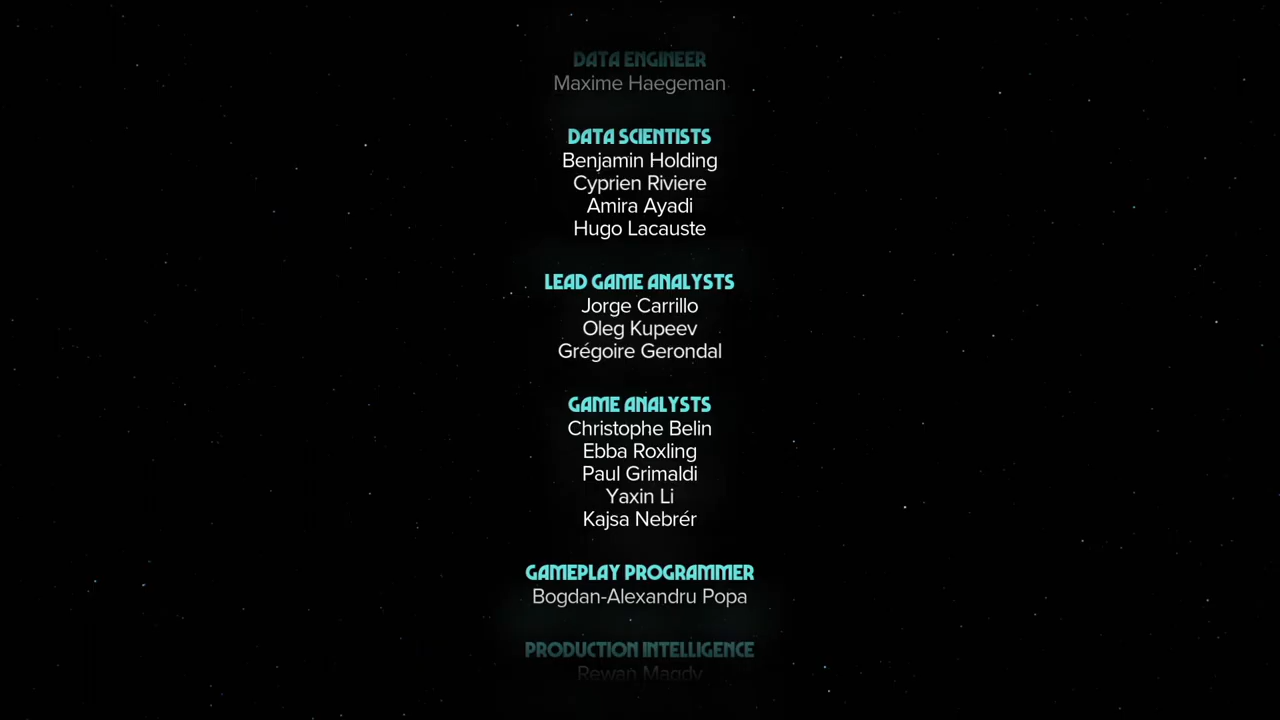 DATA ENGINEER
Maxime Haegeman
DATA SCIENTISTS
Benjamin Holding
Cyprien Riviere
Amira Ayadi
Hugo Lacauste
LEAD GAME ANALYSTS
Jorge Carrillo
Oleg Kupeev
Grégoire Gerondal
GAME ANALYSTS
Christophe Belin
Ebba Roxling
Paul Grimaldi
Yaxin Li
Kajsa Nebrér
GAMEPLAY PROGRAMMER
Bogdan-Alexandru Popa
PRODUCTION INTELLIGENCE
Rewan Magdy